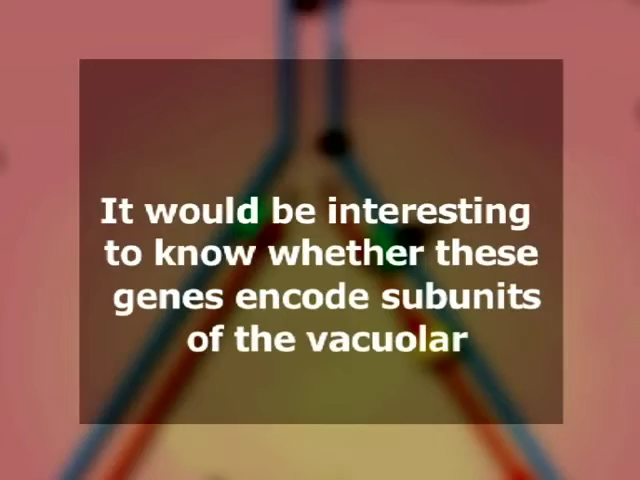 It would be interesting
to know whether these
genes encode subunits
of the vacuolar